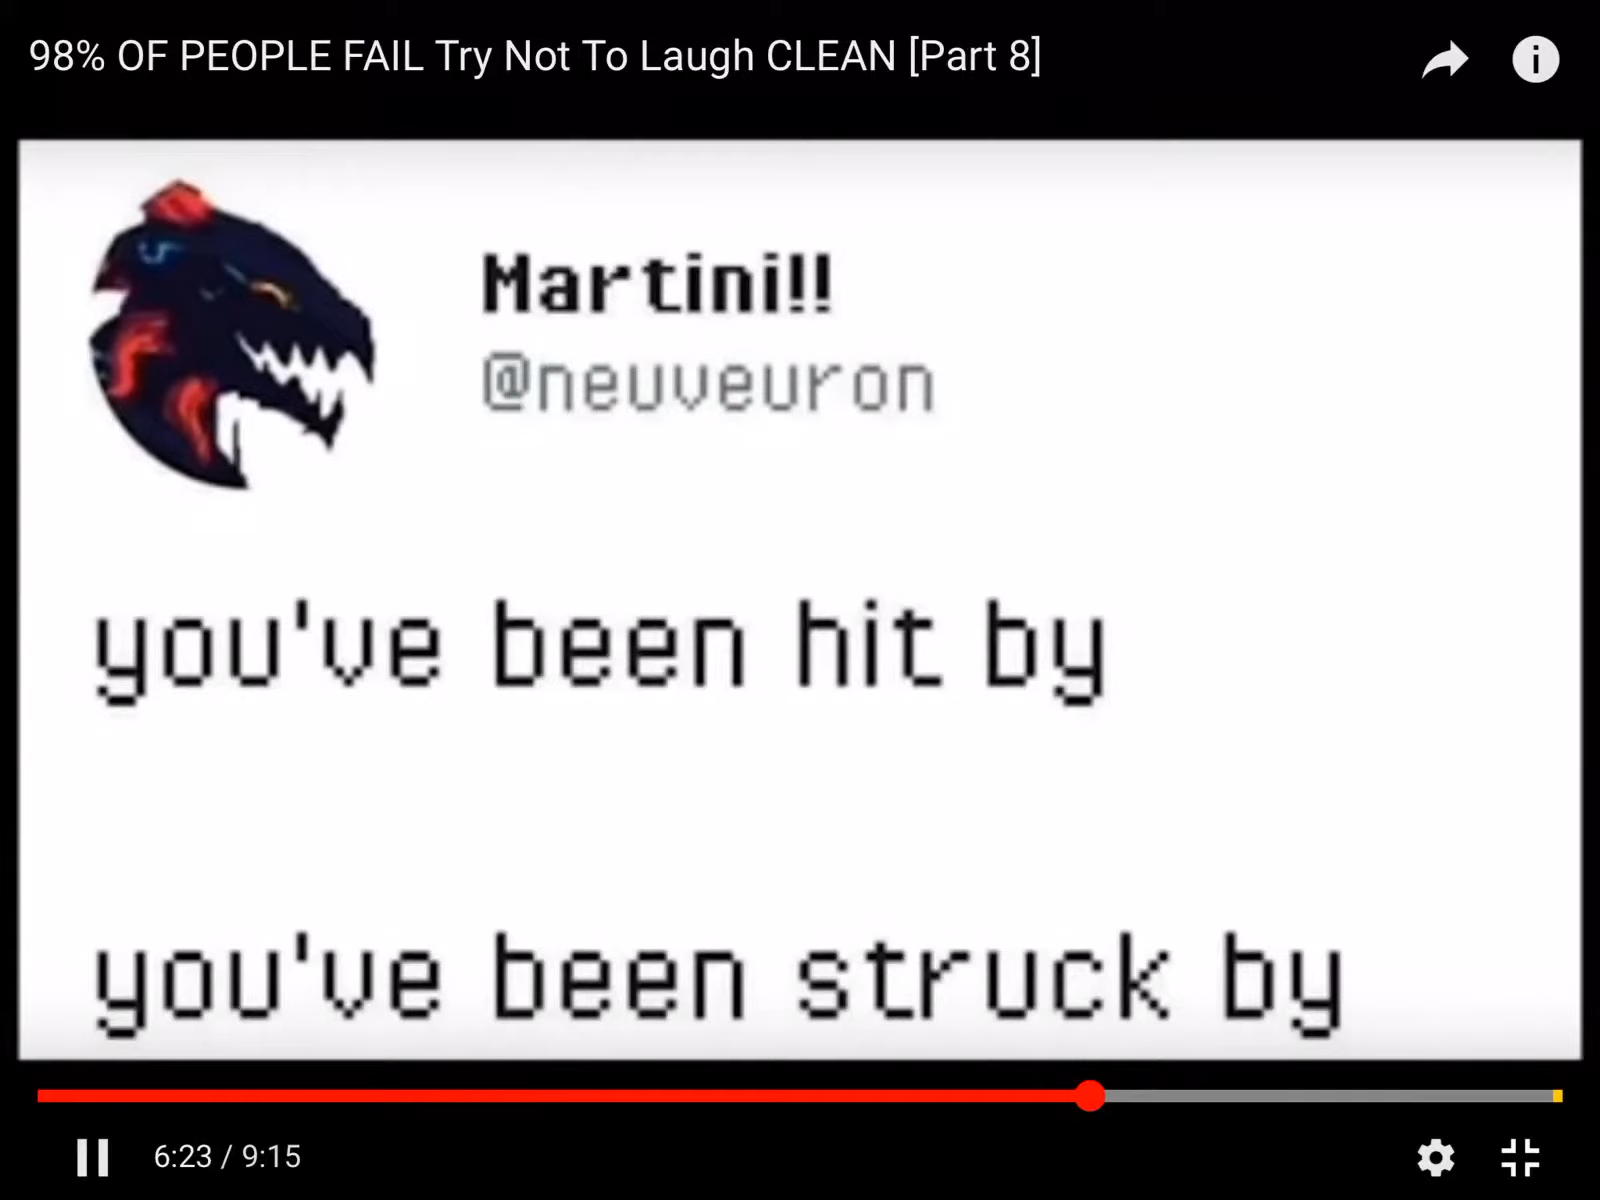 98% OF PEOPLE FAIL Try Not To Laugh CLEAN [Part 8]
Martini!!
@neuveuron
you've been hit by
you've been struck by
6:23 / 9:15